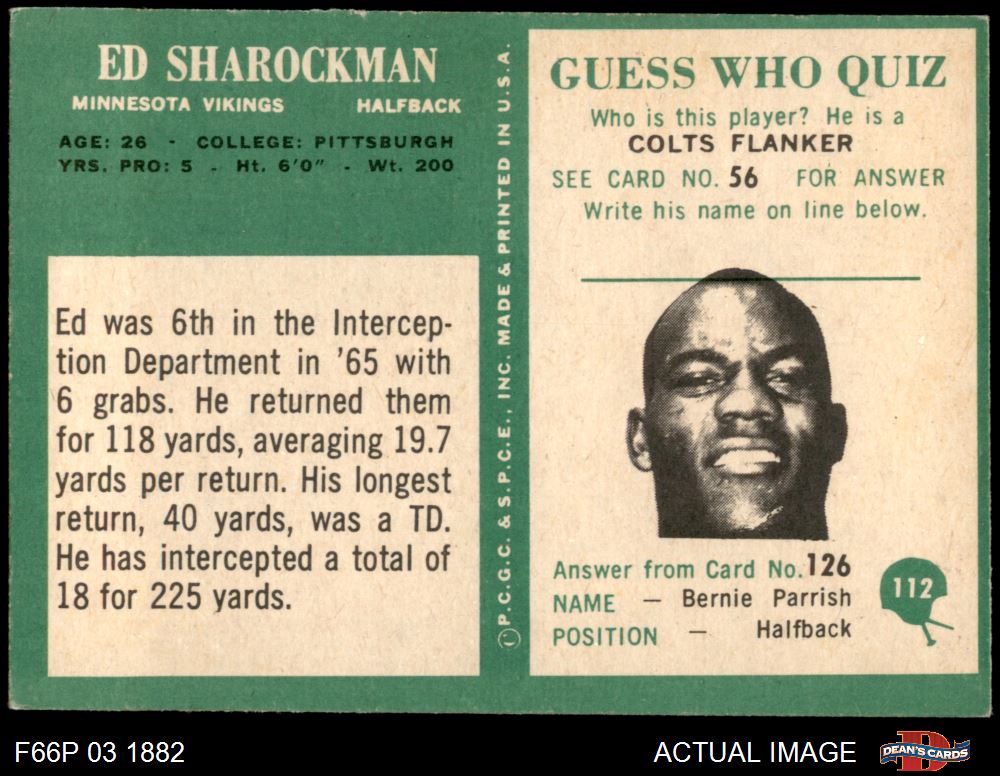 ED SHAROCKMAN
MINNESOTA VIKINGS HALFBACK
AGE: 26 - COLLEGE: PITTSBURGH
YRS. PRO: 5 - Ht. 6'0" - Wt. 200
Ed was 6th in the Intercep-
tion Department in '65 with
6 grabs. He returned them
for 118 yards, averaging 19.7
yards per return. His longest
return, 40 yards, was a TD.
He has intercepted a total of
18 for 225 yards.
© P.C.G.C. & S.P.C.E., INC. MADE & PRINTED IN U.S.A.
GUESS WHO QUIZ
Who is this player? He is a
COLTS FLANKER
SEE CARD NO. 56 FOR ANSWER
Write his name on line below.
Answer from Card No. 126
NAME — Bernie Parrish
POSITION — Halfback
112
F66P 03 1882
ACTUAL IMAGE
D
DEAN'S CARDS